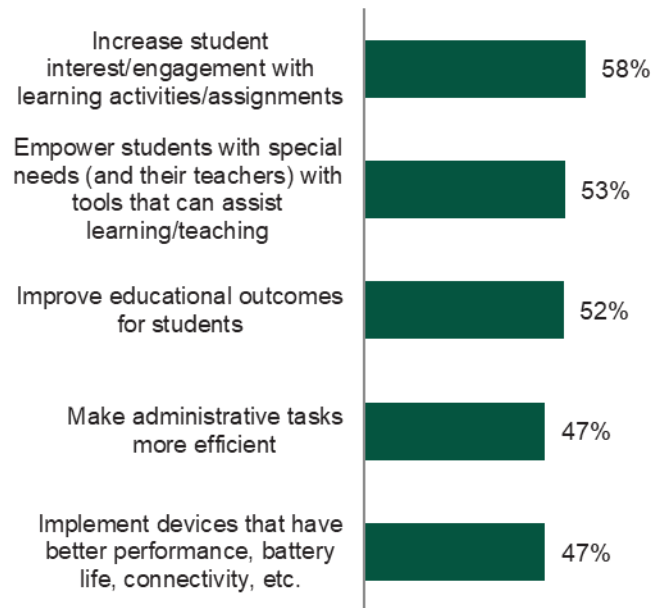 Increase student
interest/engagement with
learning activities/assignments
58%
Empower students with special
needs (and their teachers) with
tools that can assist
learning/teaching
53%
Improve educational outcomes
for students
52%
Make administrative tasks
more efficient
47%
Implement devices that have
better performance, battery
life, connectivity, etc.
47%